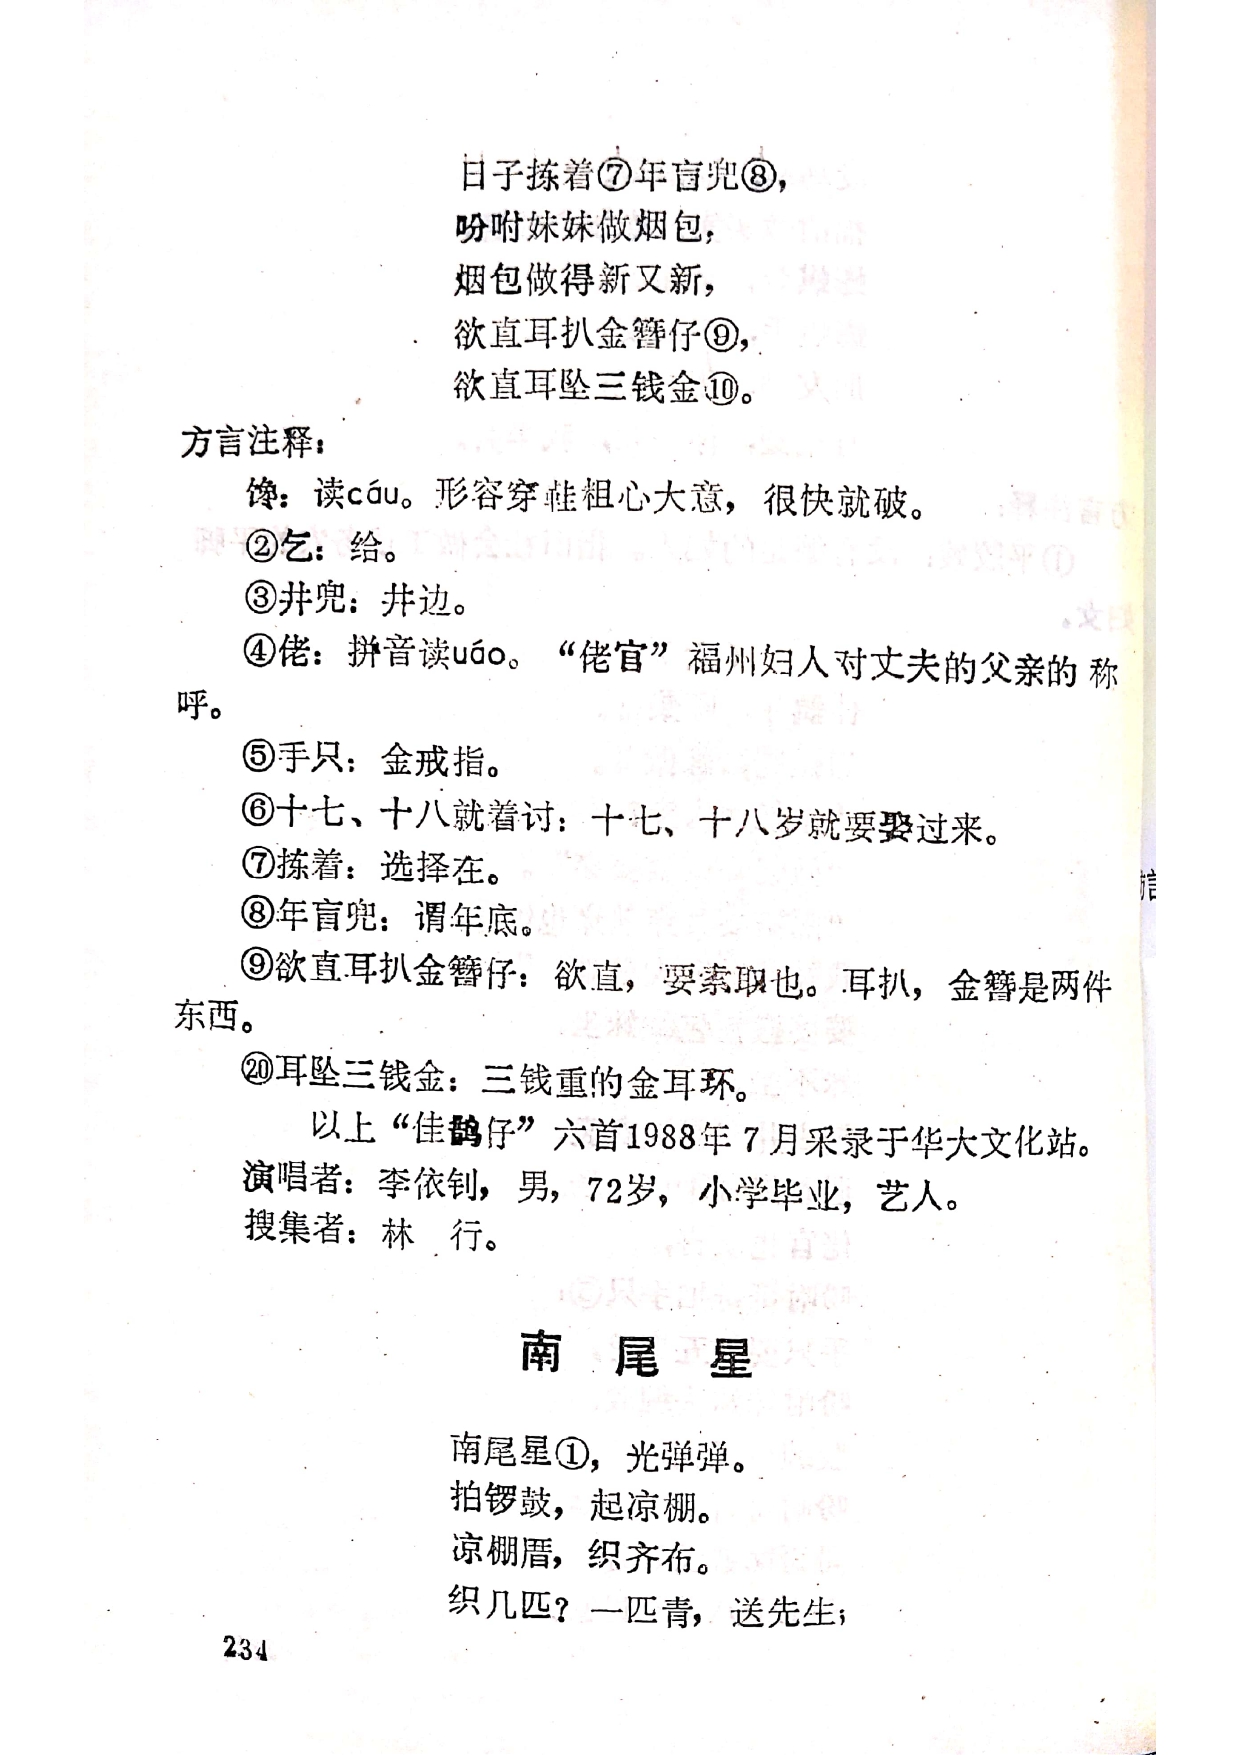 日子拣着⑦年盲兜⑧，
吩咐妹妹做烟包，
烟包做得新又新，
欲直耳扒金簪仔⑨，
欲直耳坠三钱金⑩。
方言注释：
馋：读cáu。形容穿鞋粗心大意，很快就破。
②乞：给。
③井兜：井边。
④佬：拼音读uáo。“佬官”福州妇人对丈夫的父亲的称
呼。
⑤手只：金戒指。
⑥十七、十八就着讨：十七、十八岁就要娶过来。
⑦拣着：选择在。
⑧年盲兜：谓年底。
⑨欲直耳扒金簪仔：欲直，要索取也。耳扒，金簪是两件
东西。
⑳耳坠三钱金：三钱重的金耳环。
以上“佳鹊仔”六首1988年7月采录于华大文化站。
演唱者：李依钊，男，72岁，小学毕业，艺人。
搜集者：林　行。
南尾星
南尾星①，光弹弹。
拍锣鼓，起凉棚。
凉棚厝，织齐布。
织几匹？一匹青，送先生；
234